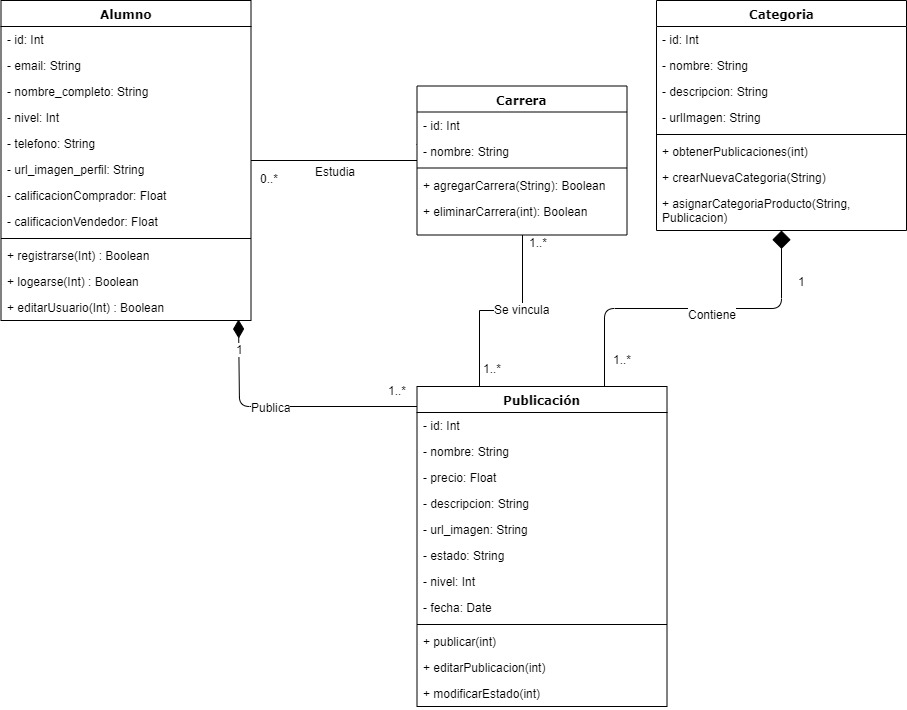 Alumno
- id: Int
- email: String
- nombre_completo: String
- nivel: Int
- telefono: String
- url_imagen_perfil: String
- calificacionComprador: Float
- calificacionVendedor: Float
+ registrarse(Int) : Boolean
+ logearse(Int) : Boolean
+ editarUsuario(Int) : Boolean
0..*
Estudia
Carrera
- id: Int
- nombre: String
+ agregarCarrera(String): Boolean
+ eliminarCarrera(int): Boolean
Categoria
- id: Int
- nombre: String
- descripcion: String
- urlImagen: String
+ obtenerPublicaciones(int)
+ crearNuevaCategoria(String)
+ asignarCategoriaProducto(String,
Publicacion)
1..*
Se vincula
1..*
1
Contiene
1..*
1
Publica
1..*
Publicación
- id: Int
- nombre: String
- precio: Float
- descripcion: String
- url_imagen: String
- estado: String
- nivel: Int
- fecha: Date
+ publicar(int)
+ editarPublicacion(int)
+ modificarEstado(int)